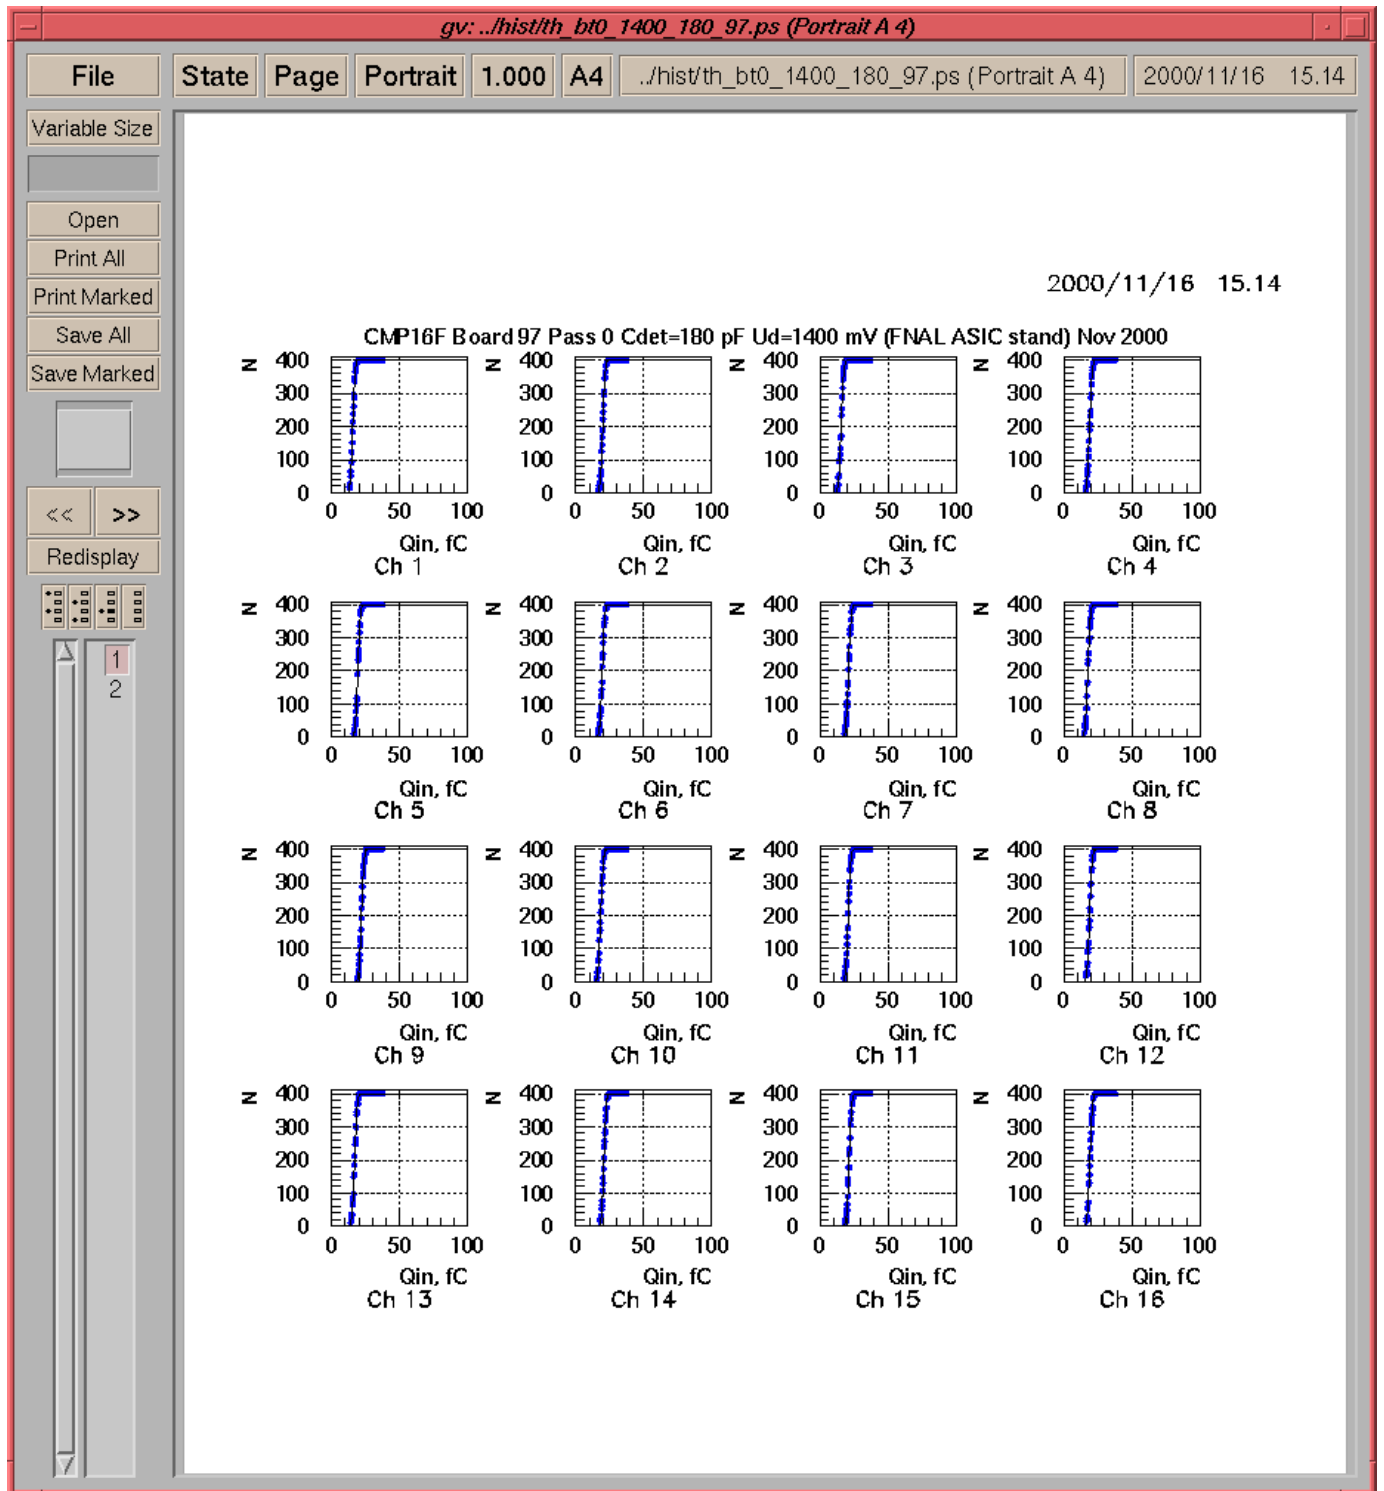 gv: ../hist/th_bt0_1400_180_97.ps (Portrait A 4)
File State Page Portrait 1.000 A4 ../hist/th_bt0_1400_180_97.ps (Portrait A 4) 2000/11/16 15.14
Variable Size
Open
Print All
Print Marked
Save All
Save Marked
<< >>
Redisplay
1
2
2000/11/16 15.14
CMP16F Board 97 Pass 0 Cdet=180 pF Ud=1400 mV (FNAL ASIC stand) Nov 2000
N 400 N 400 N 400 N 400
300 300 300 300
200 200 200 200
100 100 100 100
0 0 0 0
0 50 100 0 50 100 0 50 100 0 50 100
Qin, fC Qin, fC Qin, fC Qin, fC
Ch 1 Ch 2 Ch 3 Ch 4
N 400 N 400 N 400 N 400
300 300 300 300
200 200 200 200
100 100 100 100
0 0 0 0
0 50 100 0 50 100 0 50 100 0 50 100
Qin, fC Qin, fC Qin, fC Qin, fC
Ch 5 Ch 6 Ch 7 Ch 8
N 400 N 400 N 400 N 400
300 300 300 300
200 200 200 200
100 100 100 100
0 0 0 0
0 50 100 0 50 100 0 50 100 0 50 100
Qin, fC Qin, fC Qin, fC Qin, fC
Ch 9 Ch 10 Ch 11 Ch 12
N 400 N 400 N 400 N 400
300 300 300 300
200 200 200 200
100 100 100 100
0 0 0 0
0 50 100 0 50 100 0 50 100 0 50 100
Qin, fC Qin, fC Qin, fC Qin, fC
Ch 13 Ch 14 Ch 15 Ch 16